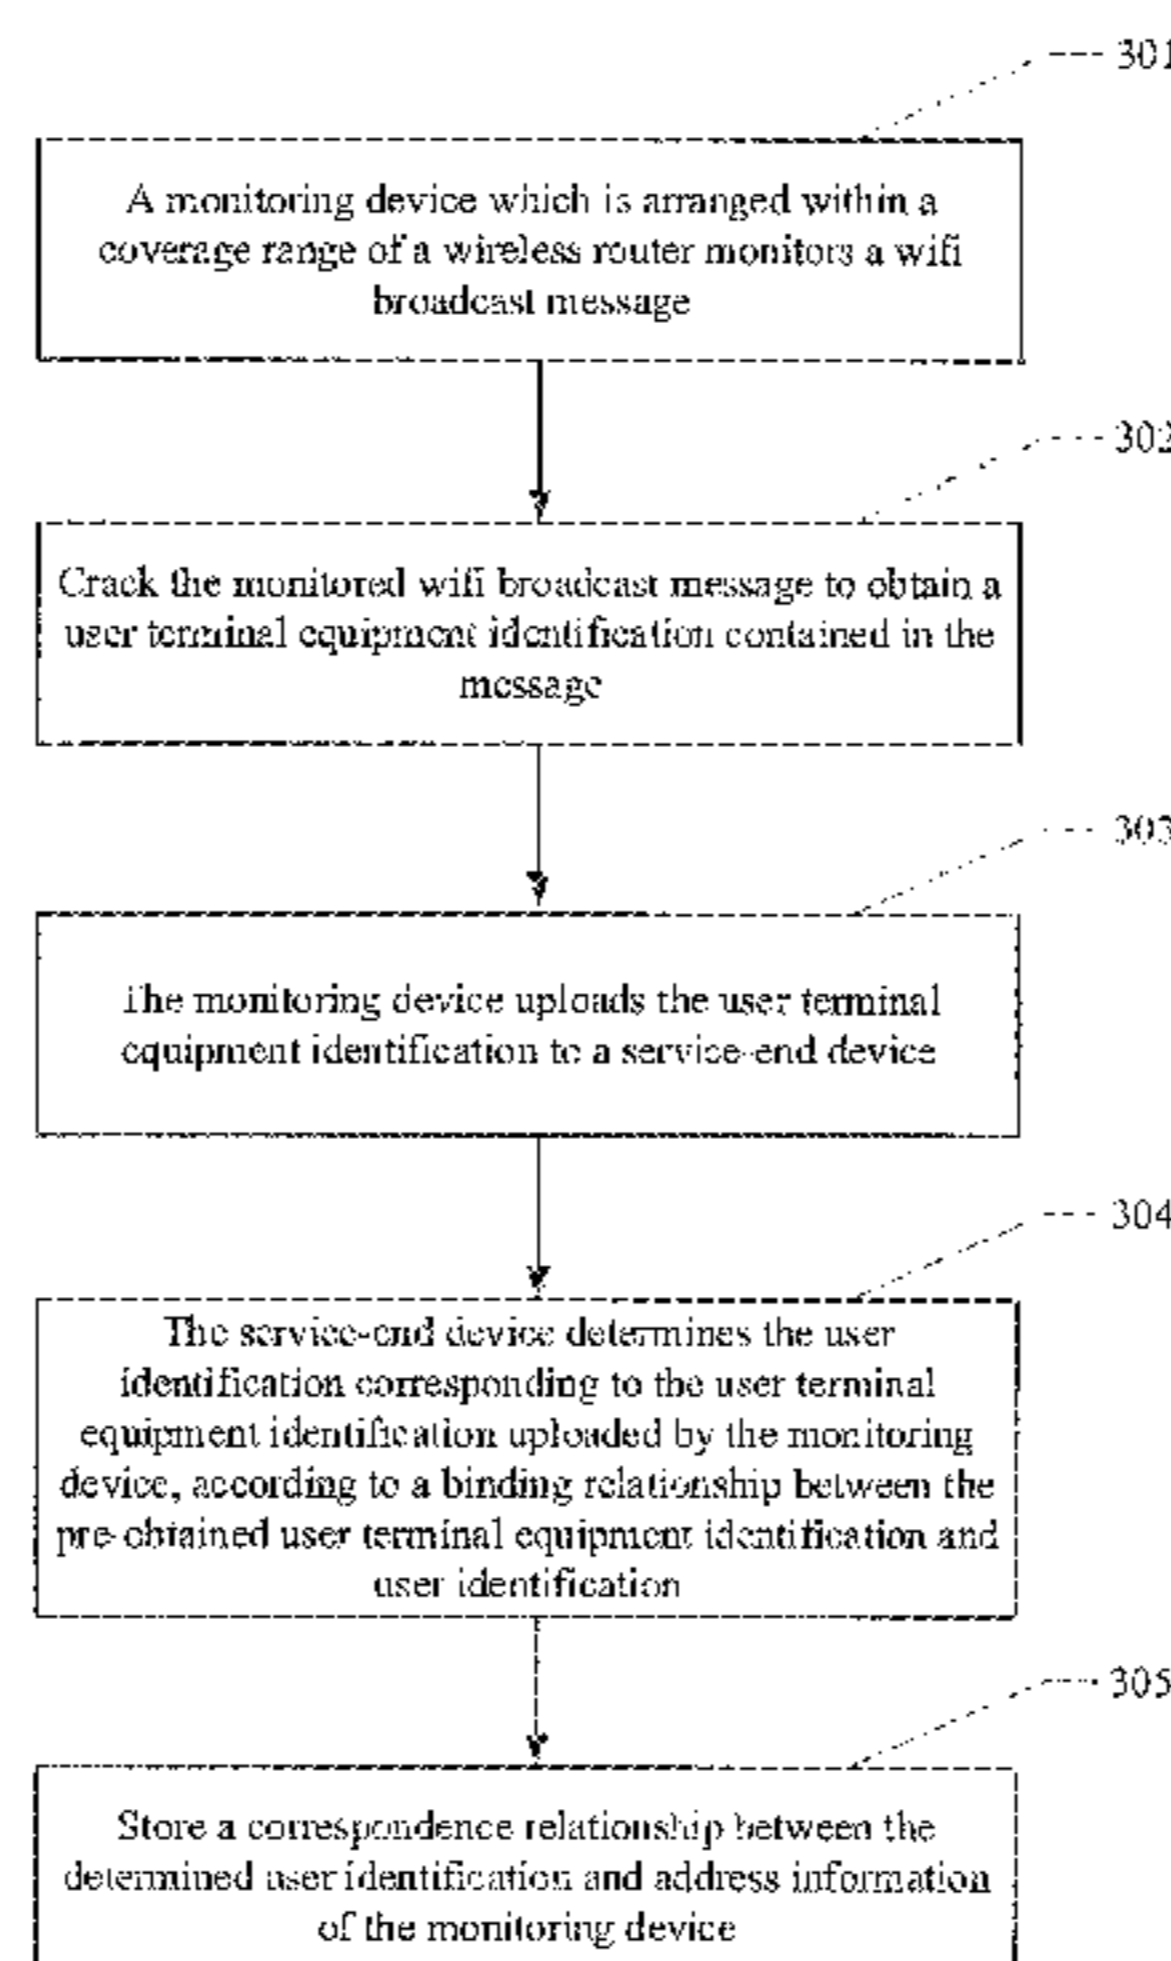 301
A monitoring device which is arranged within a
coverage range of a wireless router monitors a wifi
broadcast message
302
Crack the monitored wifi broadcast message to obtain a
user terminal equipment identification contained in the
message
303
The monitoring device uploads the user terminal
equipment identification to a service-end device
304
The service-end device determines the user
identification corresponding to the user terminal
equipment identification uploaded by the monitoring
device, according to a binding relationship between the
pre-obtained user terminal equipment identification and
user identification
305
Store a correspondence relationship between the
determined user identification and address information
of the monitoring device